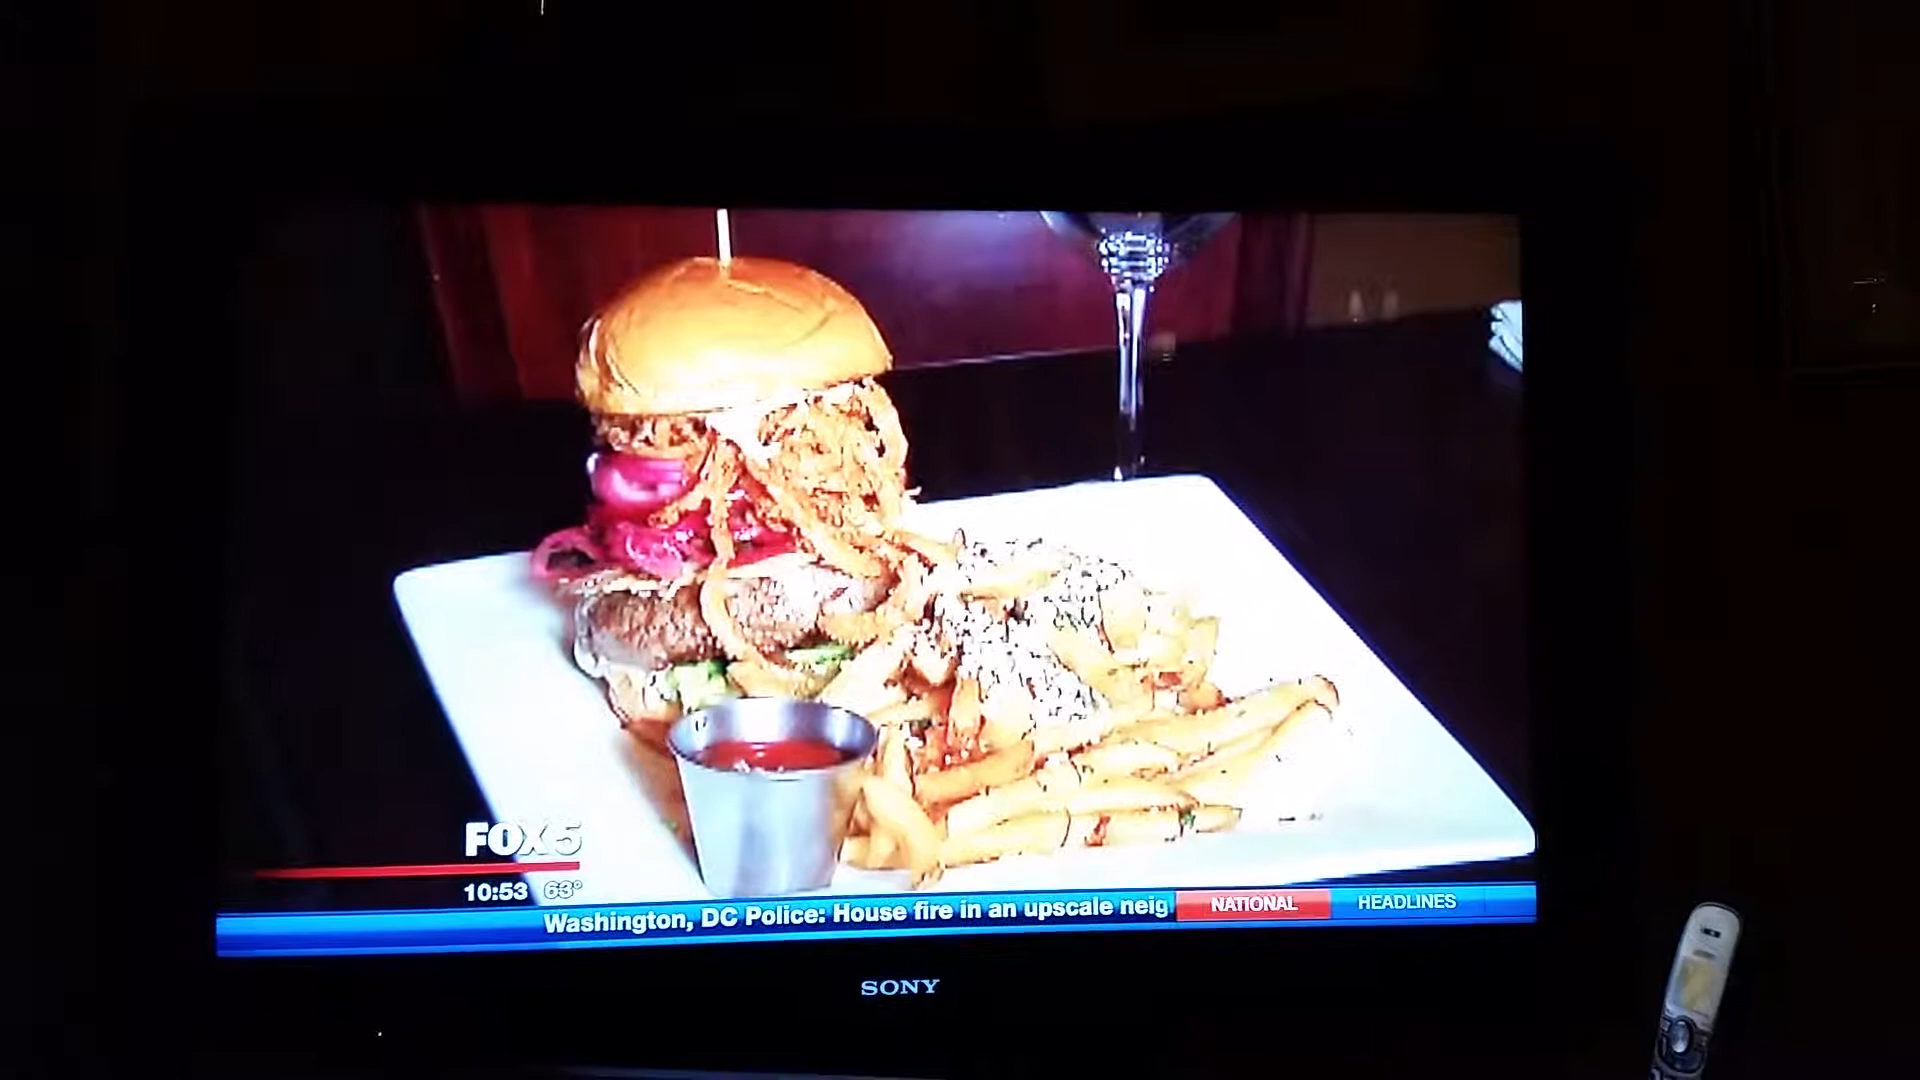 FOX5
10:53 63°
Washington, DC Police: House fire in an upscale neig
NATIONAL
HEADLINES
SONY